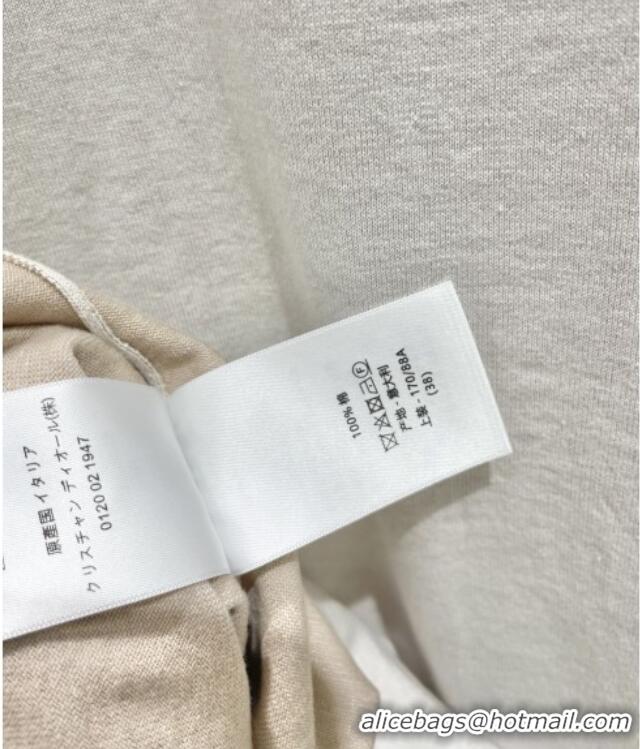 原産国 イタリア
クリスチャン ディオール(株)
0120 02 1947
100% 棉
F
产地 - 意大利
上装 - 170/88A
(38)
alicebags@hotmail.com